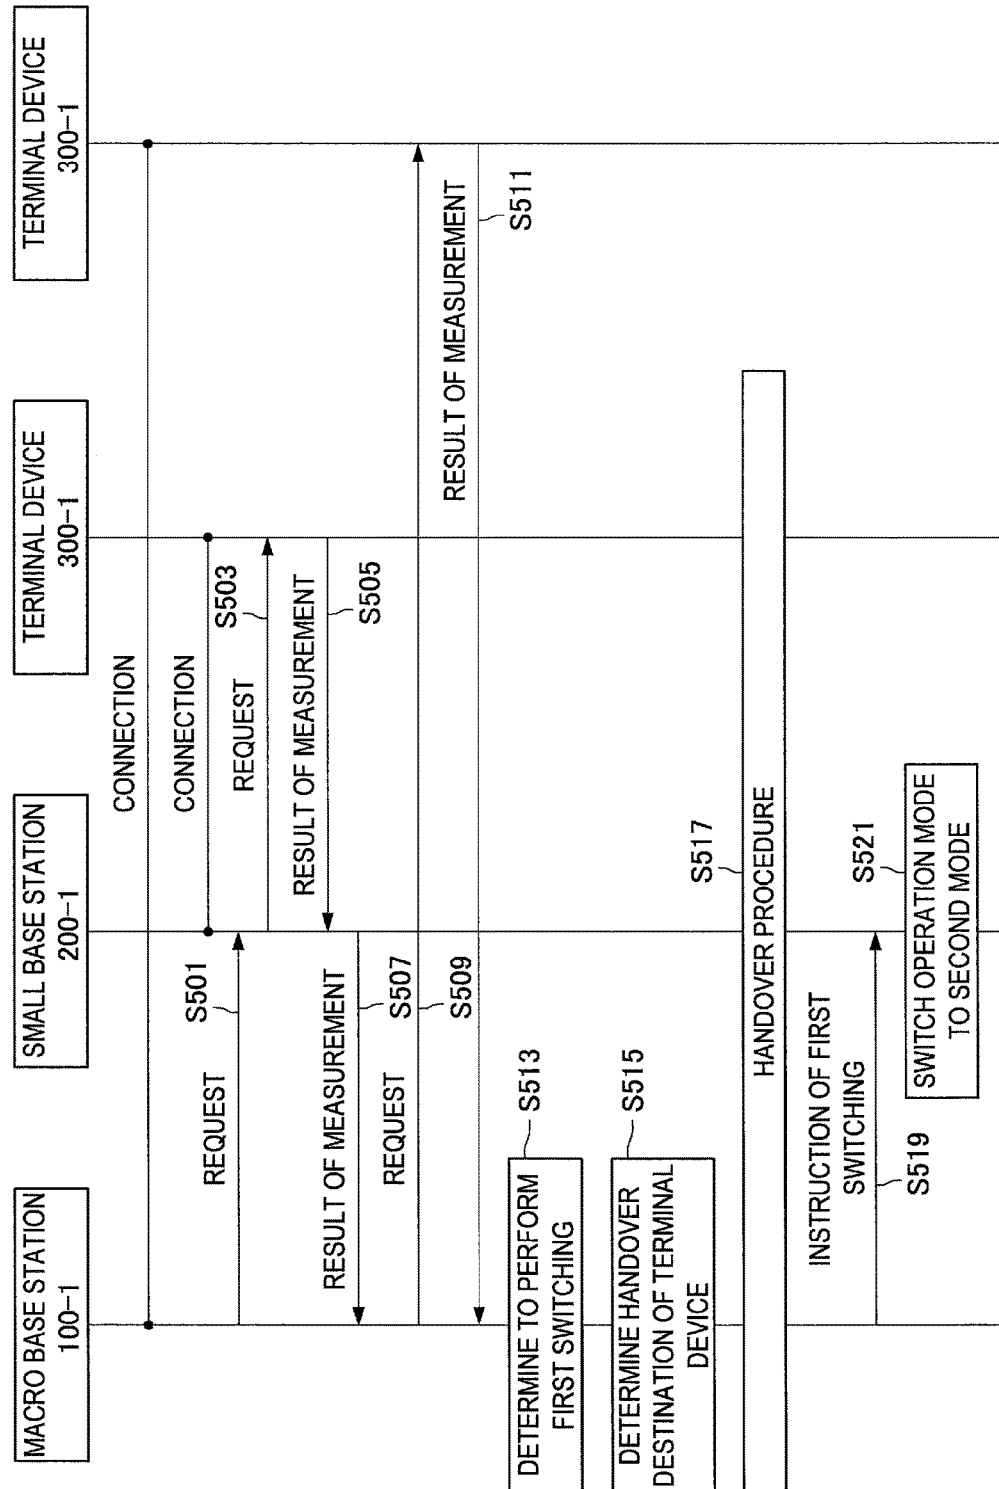 MACRO BASE STATION
100-1
SMALL BASE STATION
200-1
TERMINAL DEVICE
300-1
TERMINAL DEVICE
300-1
CONNECTION
CONNECTION
REQUEST
S501
REQUEST
S503
RESULT OF MEASUREMENT
S505
RESULT OF MEASUREMENT
S507
REQUEST
S509
RESULT OF MEASUREMENT
S511
DETERMINE TO PERFORM
FIRST SWITCHING
S513
DETERMINE HANDOVER
DESTINATION OF TERMINAL
DEVICE
S515
HANDOVER PROCEDURE
S517
INSTRUCTION OF FIRST
SWITCHING
S519
SWITCH OPERATION MODE
TO SECOND MODE
S521